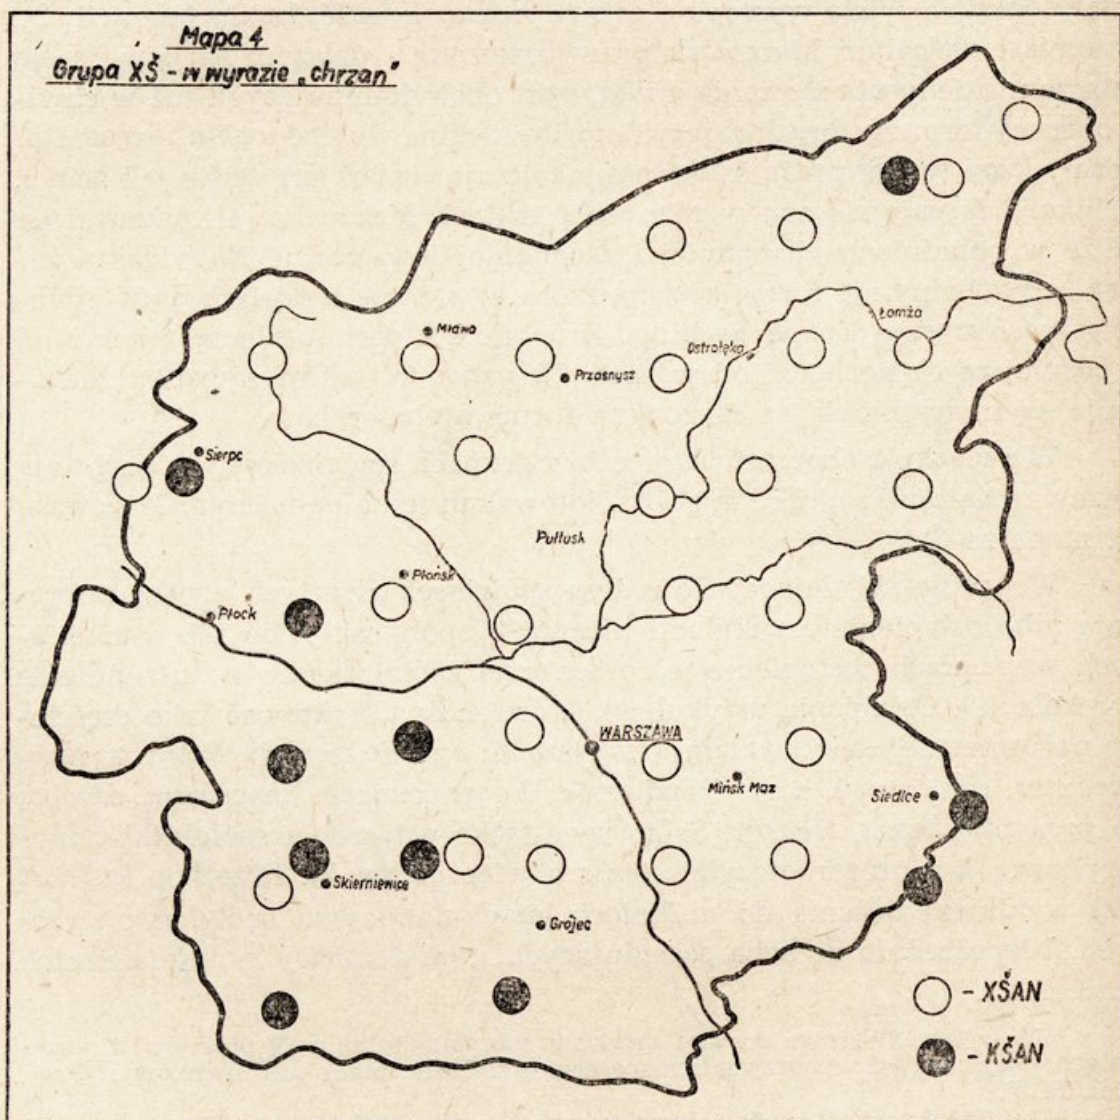 Mapa 4
Grupa XŠ - w wyrazie „chrzan"
Mława
Łomża
Ostrołęka
Przasnysz
Sierpc
Pułtusk
Płońsk
Płock
WARSZAWA
Mińsk Maz
Siedlce
Skierniewice
Grójec
- XŠAN
- KŠAN